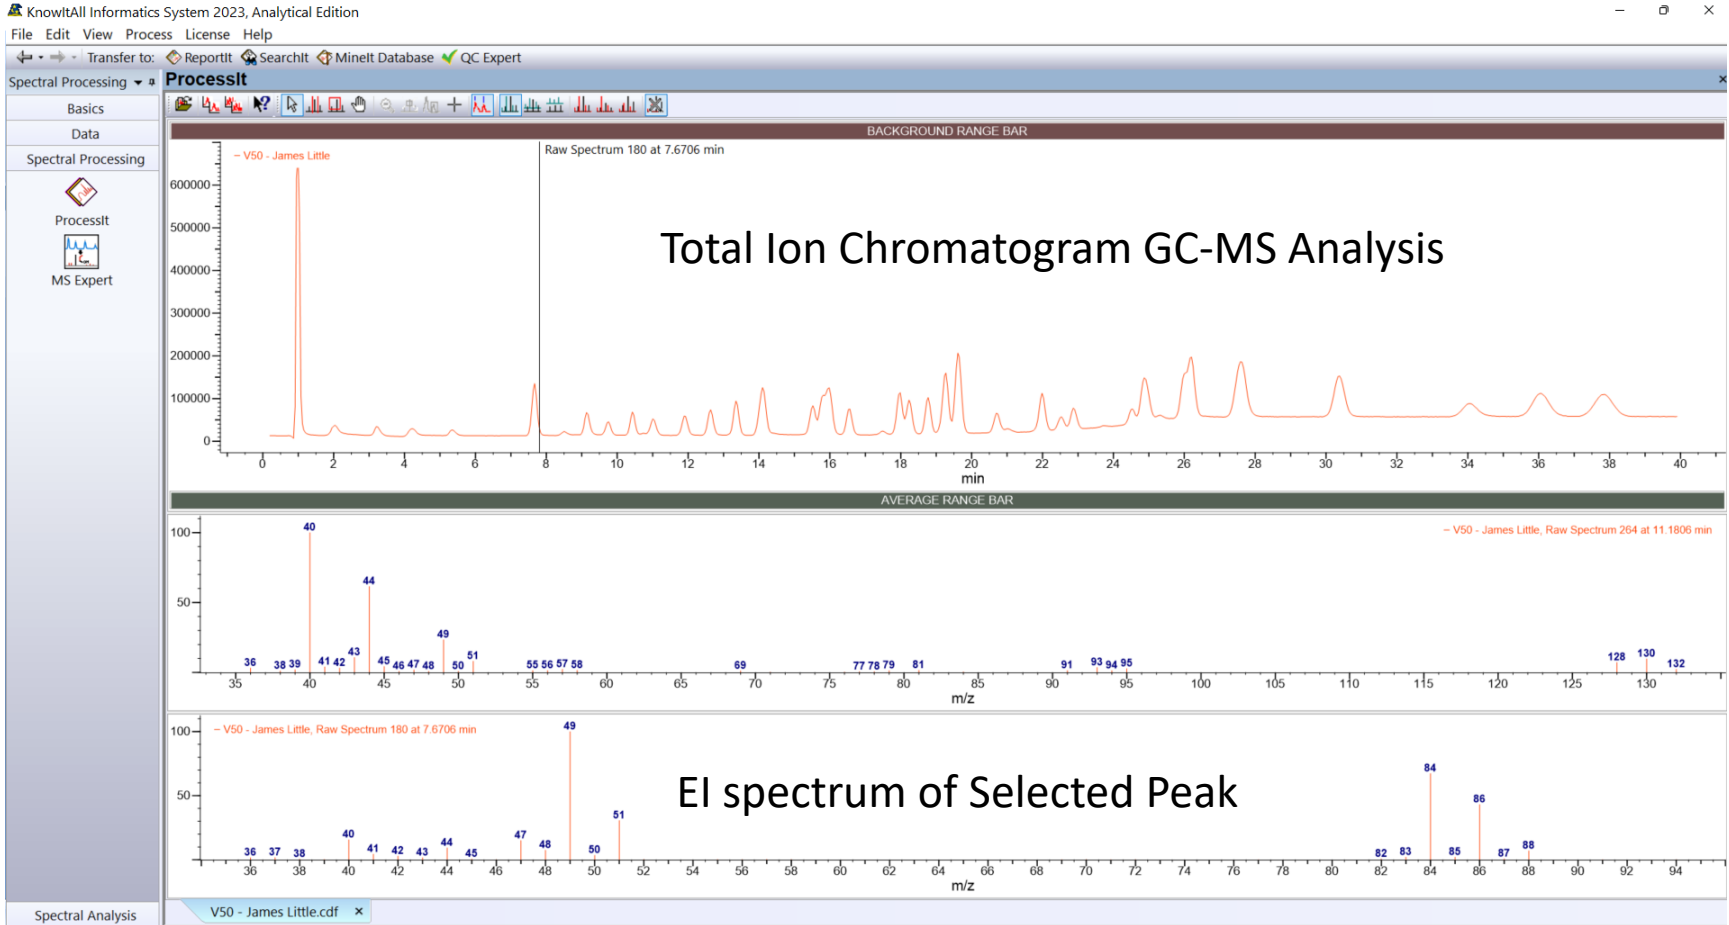 KnowItAll Informatics System 2023, Analytical Edition
File Edit View Process License Help
Transfer to: ReportIt SearchIt MineIt Database QC Expert
Spectral Processing
ProcessIt
Basics
Data
Spectral Processing
ProcessIt
MS Expert
Spectral Analysis
BACKGROUND RANGE BAR
– V50 - James Little
Raw Spectrum 180 at 7.6706 min
Total Ion Chromatogram GC-MS Analysis
600000
500000
400000
300000
200000
100000
0
0 2 4 6 8 10 12 14 16 18 20 22 24 26 28 30 32 34 36 38 40
min
AVERAGE RANGE BAR
– V50 - James Little, Raw Spectrum 264 at 11.1806 min
100
50
36 38 39 40 41 42 43 44 45 46 47 48 49 50 51 55 56 57 58 69 77 78 79 81 91 93 94 95 128 130 132
35 40 45 50 55 60 65 70 75 80 85 90 95 100 105 110 115 120 125 130
m/z
– V50 - James Little, Raw Spectrum 180 at 7.6706 min
EI spectrum of Selected Peak
100
50
36 37 38 40 41 42 43 44 45 47 48 49 50 51 82 83 84 85 86 87 88
36 38 40 42 44 46 48 50 52 54 56 58 60 62 64 66 68 70 72 74 76 78 80 82 84 86 88 90 92 94
m/z
V50 - James Little.cdf